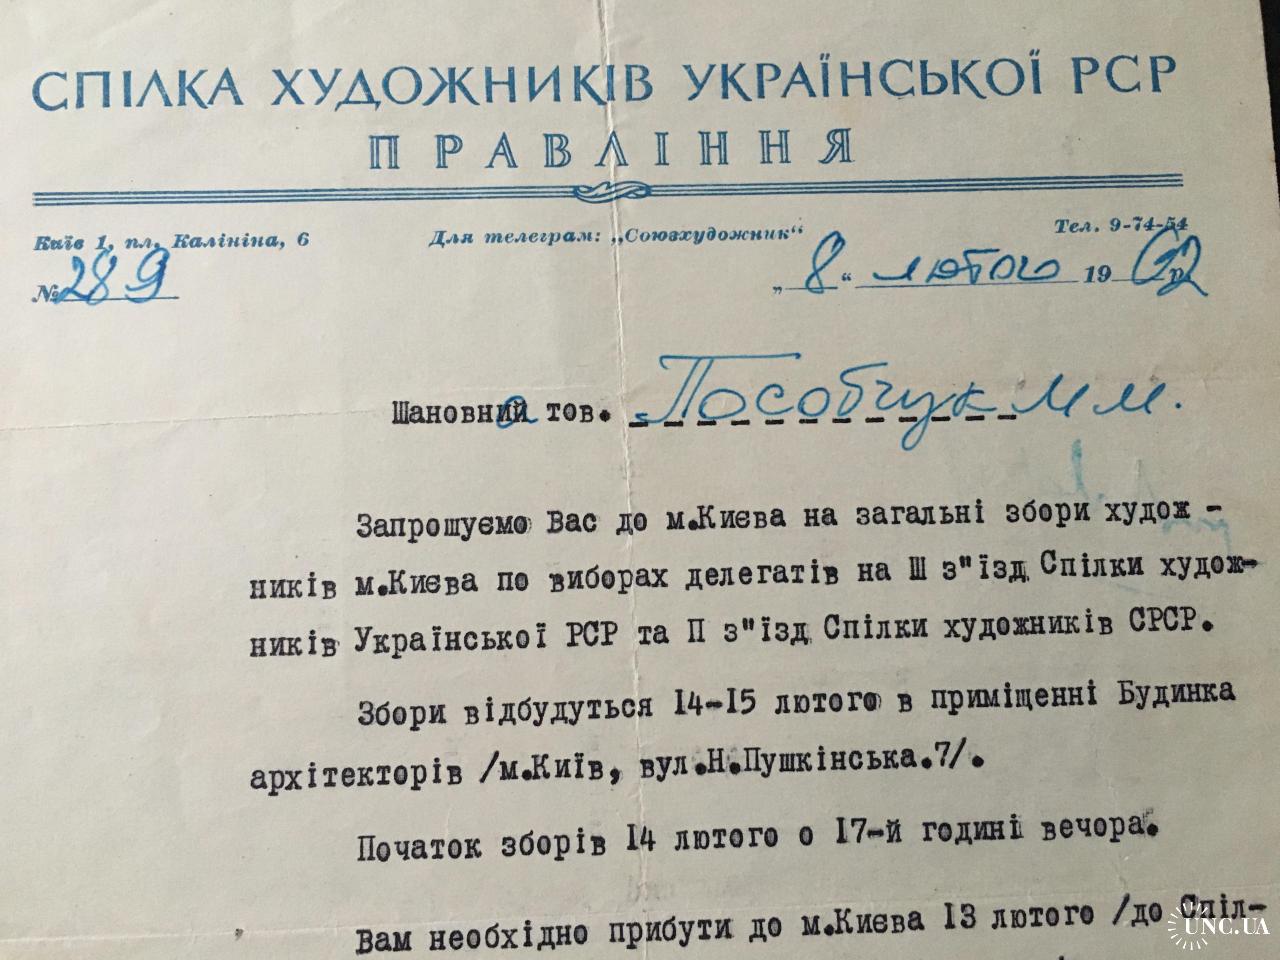 СПІЛКА ХУДОЖНИКІВ УКРАЇНСЬКОЇ РСР
ПРАВЛІННЯ
Київ 1, пл. Калініна, 6 Для телеграм: „Союзхудожник“ Тел. 9-74-54
№ 289 „8“ лютого 1962 р.
Шановний тов. Пособчук М М.
Запрошуємо Вас до м.Києва на загальні збори худож -
ників м.Києва по виборах делегатів на Ш з"їзд Спілки худож-
ників Української РСР та П з"їзд Спілки художників СРСР.
Збори відбудуться 14-15 лютого в приміщенні Будинка
архітекторів /м.Київ, вул.Н.Пушкінська.7/.
Початок зборів 14 лютого о 17-й годині вечора.
Вам необхідно прибути до м.Києва 13 лютого /до Спіл-
UNC.UA